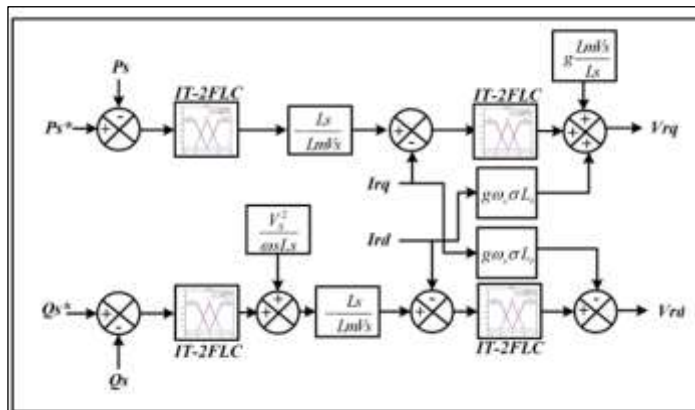 Ps
IT-2FLC
Ps*
Ls
LmVs
IT-2FLC
g LmVs
Ls
Vrq
Irq
gωsσLr
Ird
gωsσLr
Vs²
ωsLs
Qs*
IT-2FLC
Ls
LmVs
IT-2FLC
Vrd
Qs